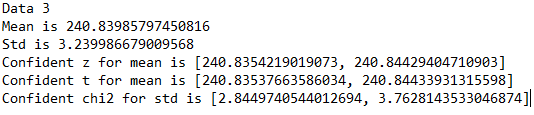 Data 3
Mean is 240.83985797450816
Std is 3.239986679009568
Confident z for mean is [240.8354219019073, 240.84429404710903]
Confident t for mean is [240.83537663586034, 240.84433931315598]
Confident chi2 for std is [2.8449740544012694, 3.7628143533046874]